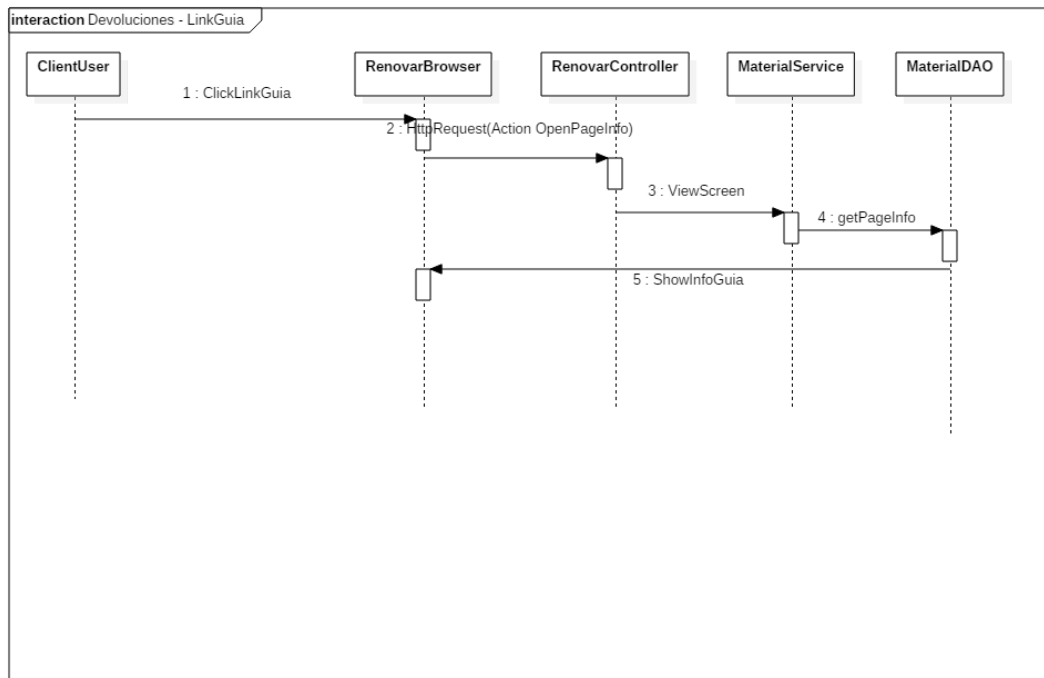 interaction Devoluciones - LinkGuia
ClientUser
RenovarBrowser
RenovarController
MaterialService
MaterialDAO
1 : ClickLinkGuia
2 : HttpRequest(Action OpenPageInfo)
3 : ViewScreen
4 : getPageInfo
5 : ShowInfoGuia